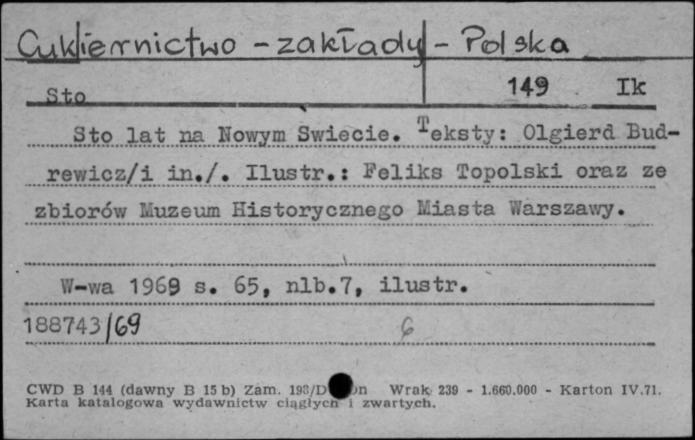 Cukiernictwo - zakłady - Polska
Sto 149 Ik
Sto lat na Nowym Swiecie. Teksty: Olgierd Bud-
rewicz/i in./. Ilustr.: Feliks Topolski oraz ze
zbiorów Muzeum Historycznego Miasta Warszawy.
W-wa 1969 s. 65, nlb.7, ilustr.
188743/69 6
CWD B 144 (dawny B 15 b) Zam. Wrak 239 - 1.660.000 - Karton IV.71.
Karta katalogowa wydawnictw ciągłych i zwartych.